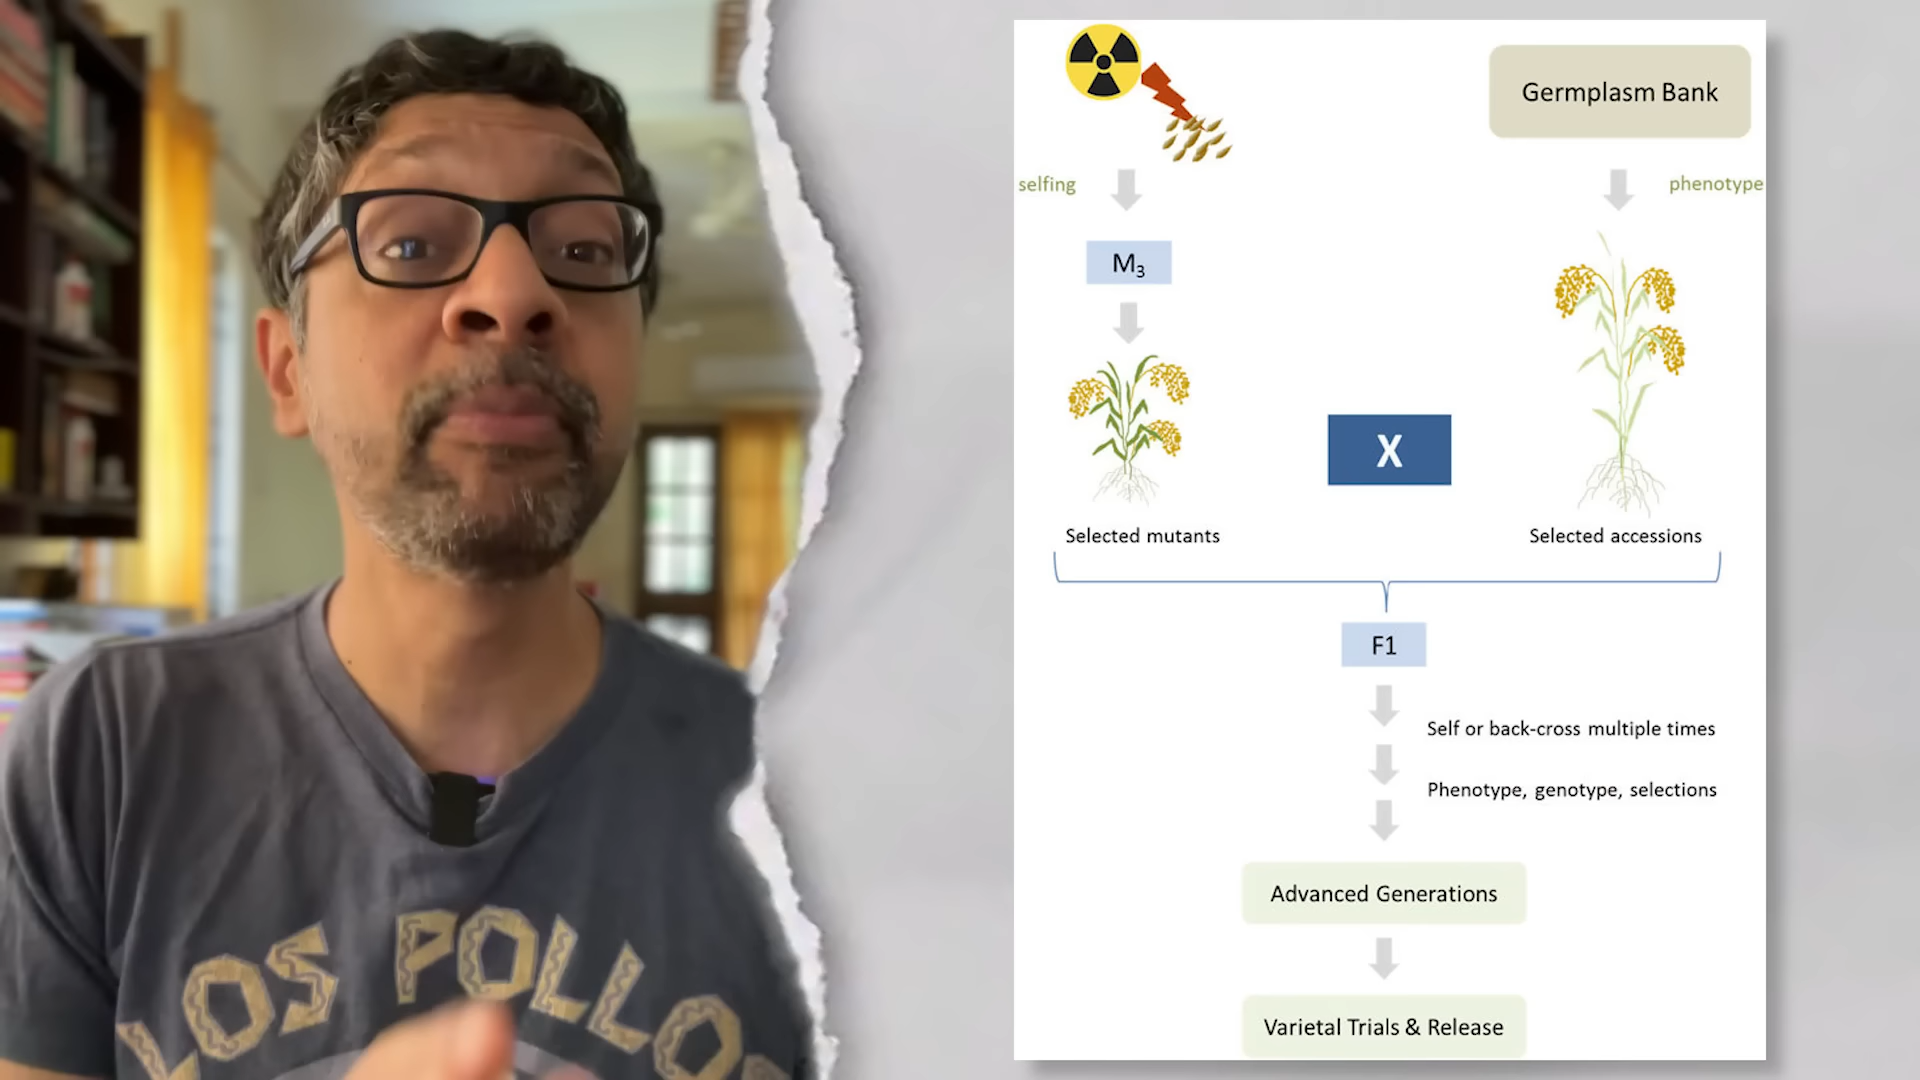 LOS POLLOS
Germplasm Bank
selfing
phenotype
M₃
X
Selected mutants
Selected accessions
F1
Self or back-cross multiple times
Phenotype, genotype, selections
Advanced Generations
Varietal Trials & Release